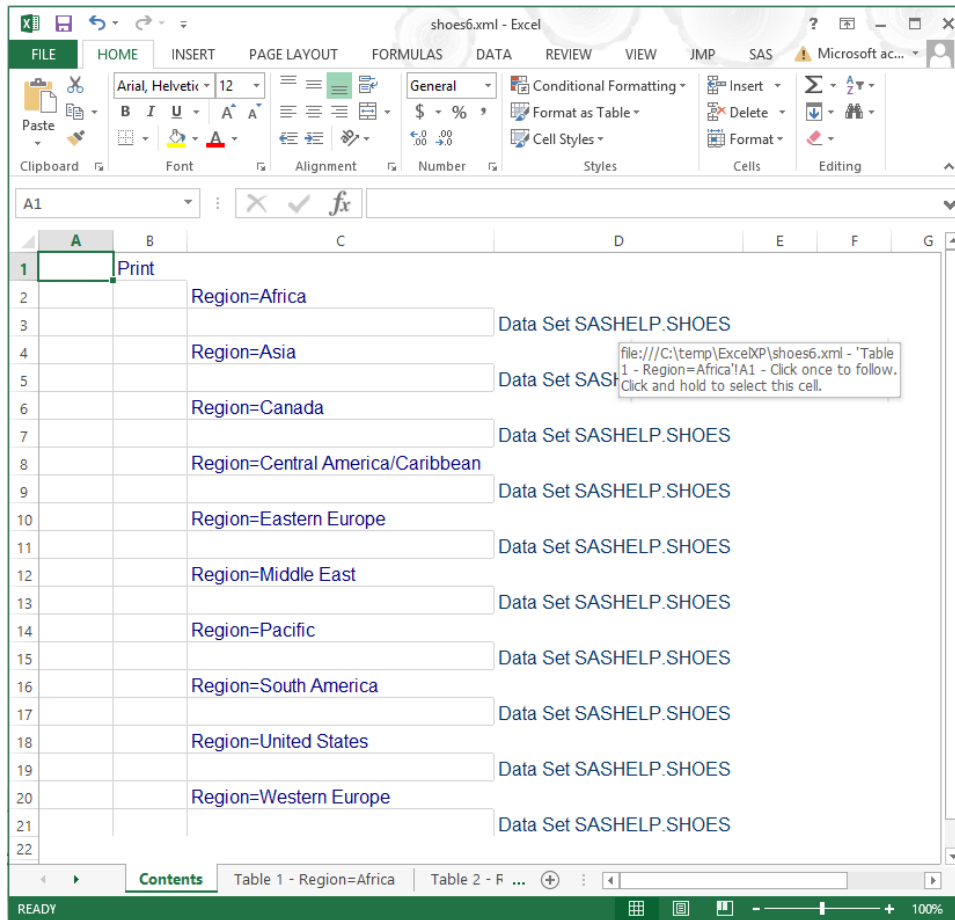 shoes6.xml - Excel
FILE HOME INSERT PAGE LAYOUT FORMULAS DATA REVIEW VIEW JMP SAS Microsoft ac...
Paste
Arial, Helvetic 12
General
Conditional Formatting
Insert
B I U A A
$ % ,
Format as Table
Delete
A
.00 .00
Cell Styles
Format
Clipboard Font Alignment Number Styles Cells Editing
A1 fx
A B C D E F G
1 Print
2 Region=Africa
3 Data Set SASHELP.SHOES
4 Region=Asia
file:///C:\temp\ExcelXP\shoes6.xml - 'Table
1 - Region=Africa'!A1 - Click once to follow.
Click and hold to select this cell.
5 Data Set SASH
6 Region=Canada
7 Data Set SASHELP.SHOES
8 Region=Central America/Caribbean
9 Data Set SASHELP.SHOES
10 Region=Eastern Europe
11 Data Set SASHELP.SHOES
12 Region=Middle East
13 Data Set SASHELP.SHOES
14 Region=Pacific
15 Data Set SASHELP.SHOES
16 Region=South America
17 Data Set SASHELP.SHOES
18 Region=United States
19 Data Set SASHELP.SHOES
20 Region=Western Europe
21 Data Set SASHELP.SHOES
22
Contents Table 1 - Region=Africa Table 2 - R ...
READY 100%